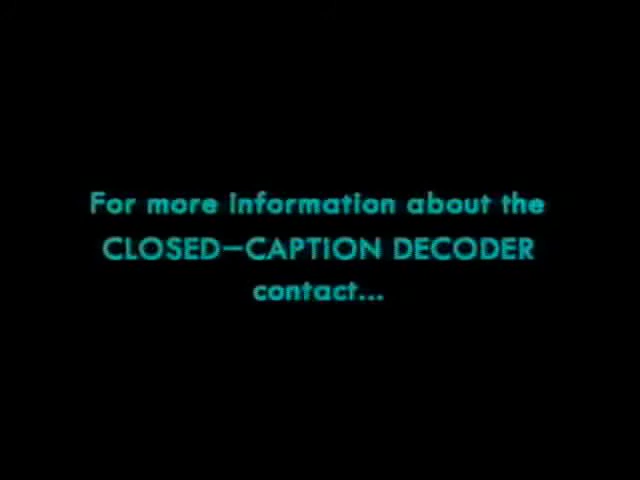 For more information about the
CLOSED—CAPTION DECODER
contact...